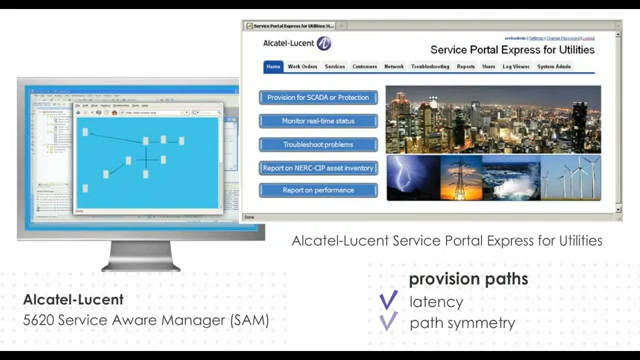 Service Portal Express for Utilities: H...
Alcatel-Lucent
Service Portal Express for Utilities
Home Work Orders Services Customers Network Troubleshooting Reports Users Log Viewer System Admin
Provision for SCADA or Protection
Monitor real-time status
Troubleshoot problems
Report on NERC-CIP asset inventory
Report on performance
Done
Alcatel-Lucent Service Portal Express for Utilities
Alcatel-Lucent
5620 Service Aware Manager (SAM)
provision paths
latency
path symmetry